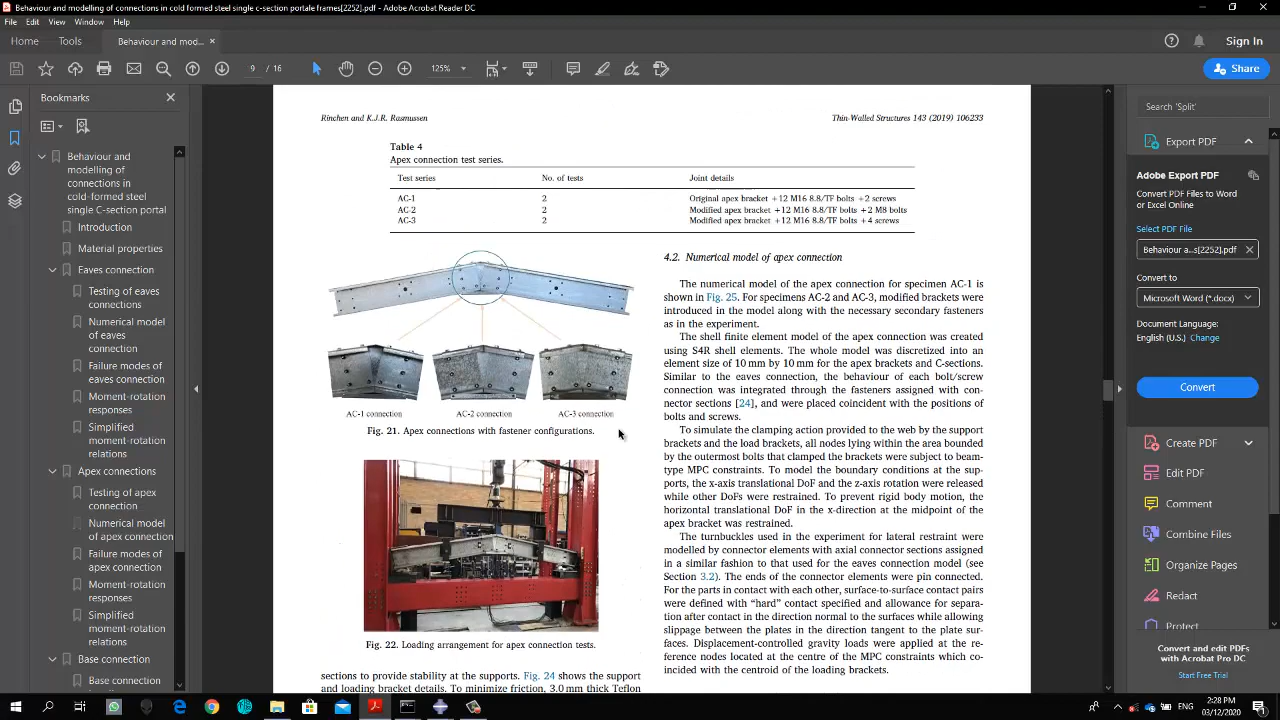 Behaviour and modelling of connections in cold formed steel single c-section portale frames[2252].pdf - Adobe Acrobat Reader DC
File Edit View Window Help
Home Tools Behaviour and mod... × Sign In
9 / 16 125% Share
Bookmarks
Behaviour and
modelling of
connections in
cold-formed steel
single C-section
portal frames
Introduction
Material properties
Eaves connection
Testing of eaves
connections
Numerical model
of eaves
connection
Failure modes of
eaves connection
Moment-rotation
responses
Simplified
moment-rotation
relations
Apex connections
Testing of apex
connection
Numerical model
of apex connection
Failure modes of
apex connection
Moment-rotation
responses
Simplified
moment-rotation
relations
Base connection
Base connection
Rinchen and K.J.R. Rasmussen
Thin-Walled Structures 143 (2019) 106233
Table 4
Apex connection test series.
Test series No. of tests Joint details
AC-1 2 Original apex bracket +12 M16 8.8/TF bolts +2 screws
AC-2 2 Modified apex bracket +12 M16 8.8/TF bolts +2 M8 bolts
AC-3 2 Modified apex bracket +12 M16 8.8/TF bolts +4 screws
AC-1 connection AC-2 connection AC-3 connection
Fig. 21. Apex connections with fastener configurations.
Fig. 22. Loading arrangement for apex connection tests.
sections to provide stability at the supports. Fig. 24 shows the support
and loading bracket details. To minimize friction, 3.0 mm thick Teflon
4.2. Numerical model of apex connection
The numerical model of the apex connection for specimen AC-1 is
shown in Fig. 25. For specimens AC-2 and AC-3, modified brackets were
introduced in the model along with the necessary secondary fasteners
as in the experiment.
The shell finite element model of the apex connection was created
using S4R shell elements. The whole model was discretized into an
element size of 10 mm by 10 mm for the apex brackets and C-sections.
Similar to the eaves connection, the behaviour of each bolt/screw
connection was integrated through the fasteners assigned with con-
nector sections [24], and were placed coincident with the positions of
bolts and screws.
To simulate the clamping action provided to the web by the support
brackets and the load brackets, all nodes lying within the area bounded
by the outermost bolts that clamped the brackets were subject to beam-
type MPC constraints. To model the boundary conditions at the sup-
ports, the x-axis translational DoF and the z-axis rotation were released
while other DoFs were restrained. To prevent rigid body motion, the
horizontal translational DoF in the x-direction at the midpoint of the
apex bracket was restrained.
The turnbuckles used in the experiment for lateral restraint were
modelled by connector elements with axial connector sections assigned
in a similar fashion to that used for the eaves connection model (see
Section 3.2). The ends of the connector elements were pin connected.
For the parts in contact with each other, surface-to-surface contact pairs
were defined with "hard" contact specified and allowance for separa-
tion after contact in the direction normal to the surfaces while allowing
slippage between the plates in the direction tangent to the plate sur-
faces. Displacement-controlled gravity loads were applied at the re-
ference nodes located at the centre of the MPC constraints which co-
incided with the centroid of the loading brackets.
Search 'Split'
Export PDF
Adobe Export PDF
Convert PDF Files to Word
or Excel Online
Select PDF File
Behaviour a...s[2252].pdf ×
Convert to
Microsoft Word (*.docx)
Document Language:
English (U.S.) Change
Convert
Create PDF
Edit PDF
Comment
Combine Files
Organize Pages
Redact
Protect
Convert and edit PDFs
with Acrobat Pro DC
Start Free Trial
ENG
2:28 PM
03/12/2020